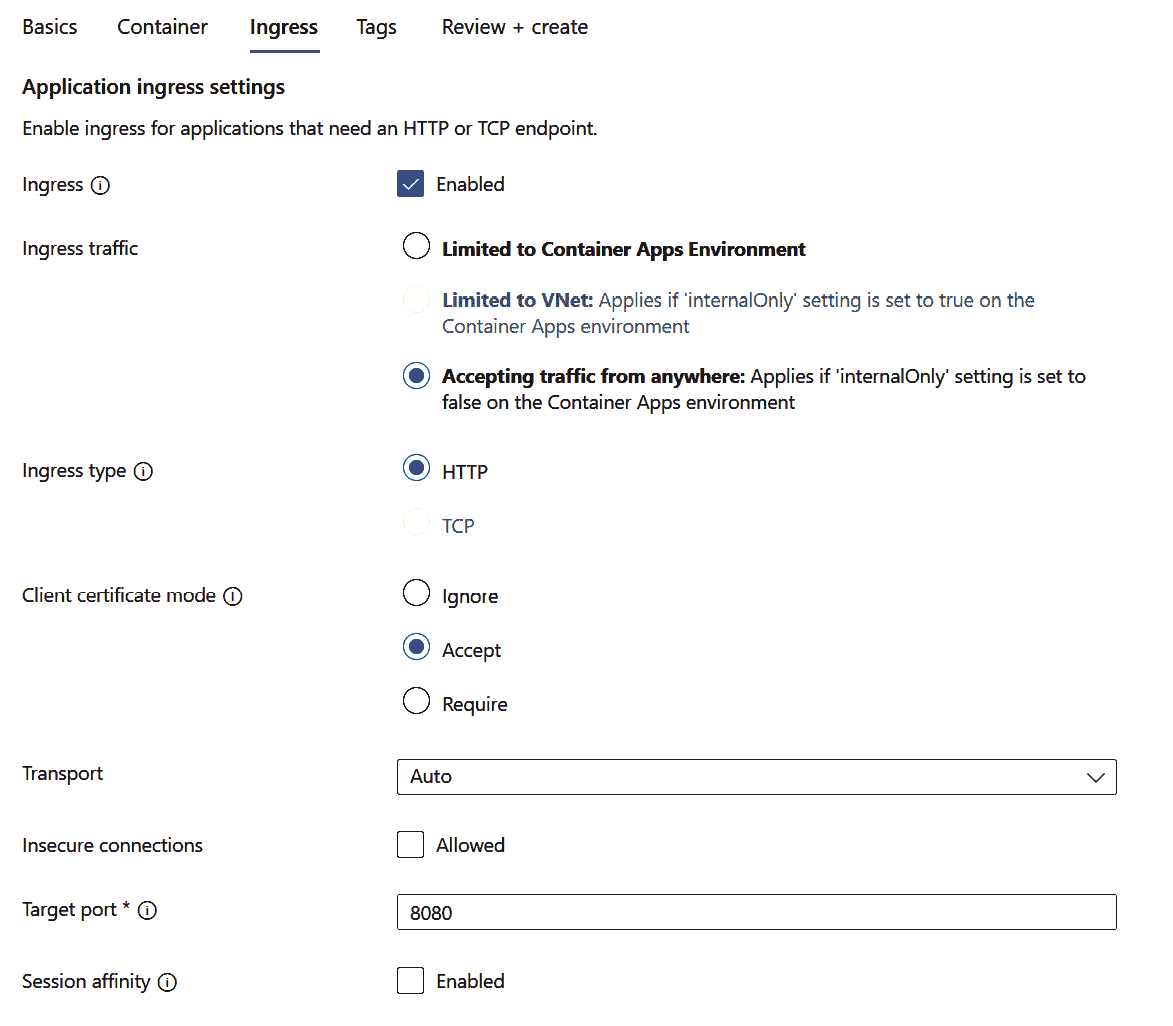 Basics Container Ingress Tags Review + create
Application ingress settings
Enable ingress for applications that need an HTTP or TCP endpoint.
Ingress Enabled
Ingress traffic Limited to Container Apps Environment
Limited to VNet: Applies if 'internalOnly' setting is set to true on the
Container Apps environment
Accepting traffic from anywhere: Applies if 'internalOnly' setting is set to
false on the Container Apps environment
Ingress type HTTP
TCP
Client certificate mode Ignore
Accept
Require
Transport Auto
Insecure connections Allowed
Target port * 8080
Session affinity Enabled